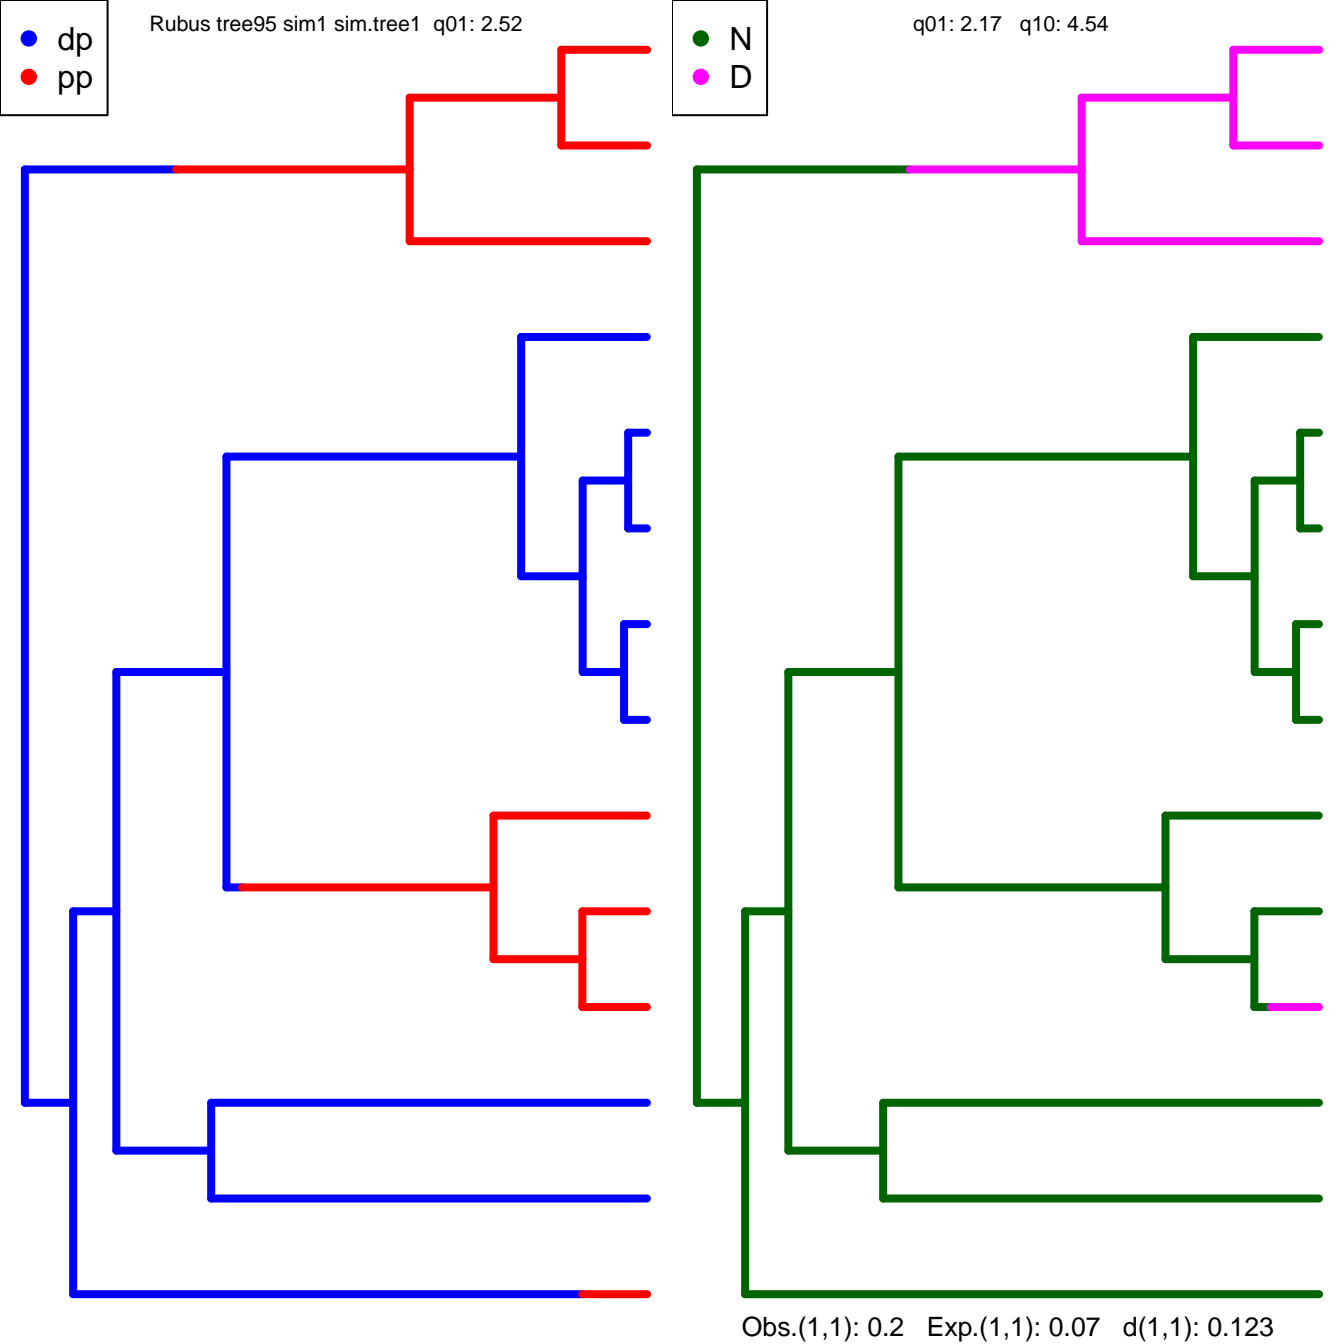 Rubus tree95 sim1 sim.tree1 q01: 2.52
dp
pp
q01: 2.17 q10: 4.54
N
D
Obs.(1,1): 0.2 Exp.(1,1): 0.07 d(1,1): 0.123